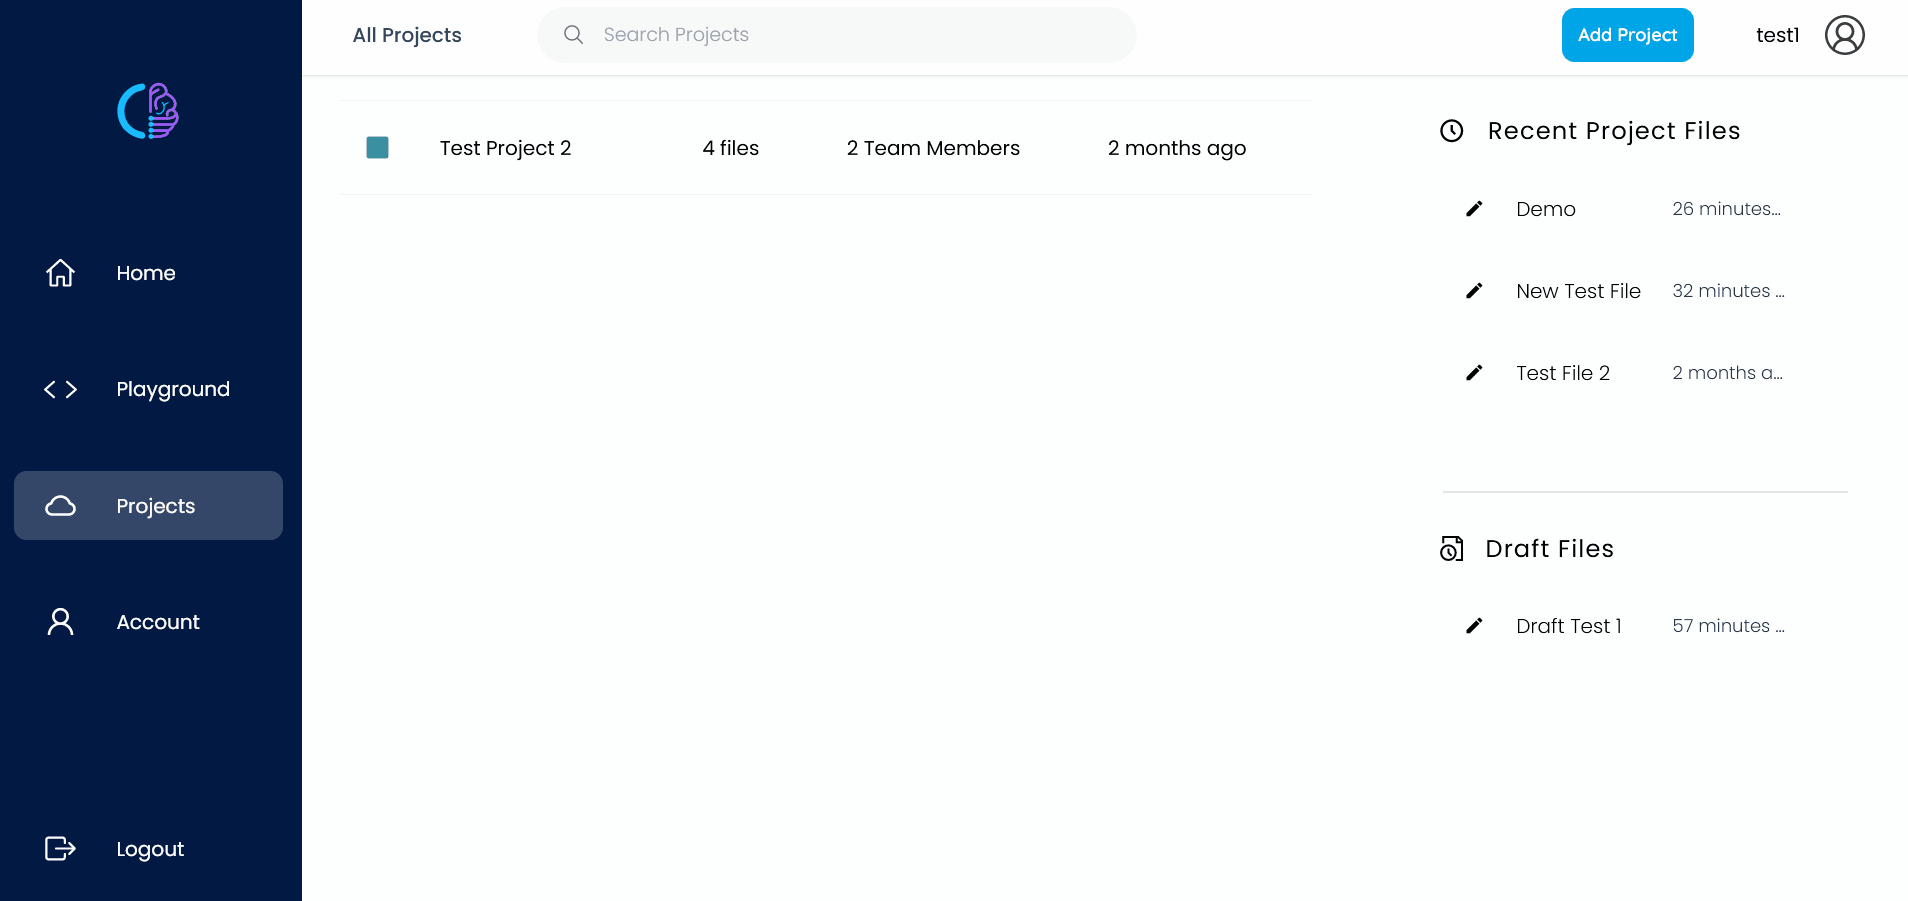 All Projects
Search Projects
Add Project
test1
Home
Playground
Projects
Account
Logout
Test Project 2 4 files 2 Team Members 2 months ago
Recent Project Files
Demo 26 minutes...
New Test File 32 minutes ...
Test File 2 2 months a...
Draft Files
Draft Test 1 57 minutes ...